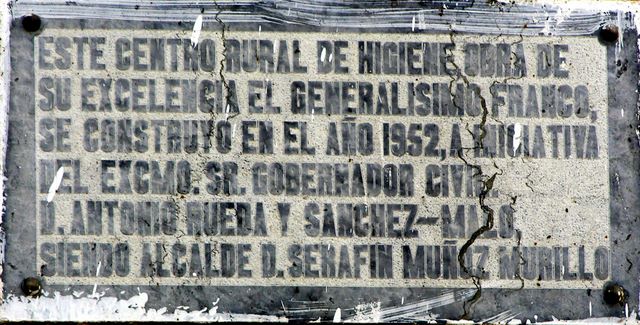 ESTE CENTRO RURAL DE HIGIENE OBRA DE
SU EXCELENCIA EL GENERALISIMO FRANCO,
SE CONSTRUYO EN EL AÑO 1952, A INICIATIVA
DEL EXCMO. SR. GOBERNADOR CIVIL
D. ANTONIO RUEDA Y SANCHEZ-MALO,
SIENDO ALCALDE D. SERAFIN MUÑIZ MURILLO